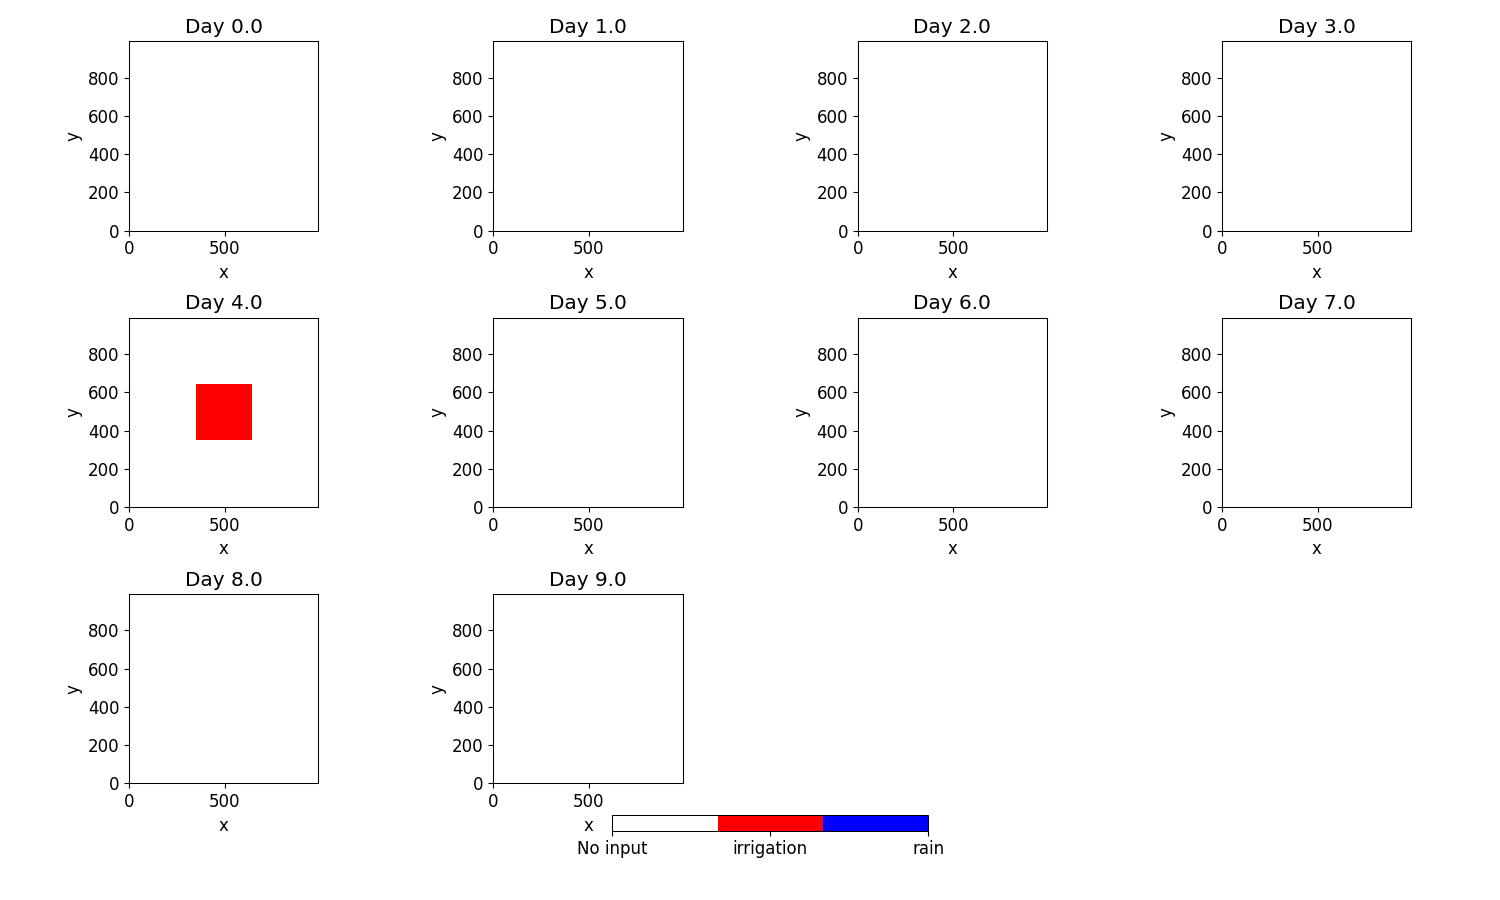 Day 0.0 Day 1.0 Day 2.0 Day 3.0
800 800 800 800
600 600 600 600
y y y y
400 400 400 400
200 200 200 200
0 0 0 0
0 500 0 500 0 500 0 500
x x x x
Day 4.0 Day 5.0 Day 6.0 Day 7.0
800 800 800 800
600 600 600 600
y y y y
400 400 400 400
200 200 200 200
0 0 0 0
0 500 0 500 0 500 0 500
x x x x
Day 8.0 Day 9.0
800 800
600 600
y y
400 400
200 200
0 0
0 500 0 500
x x
No input irrigation rain